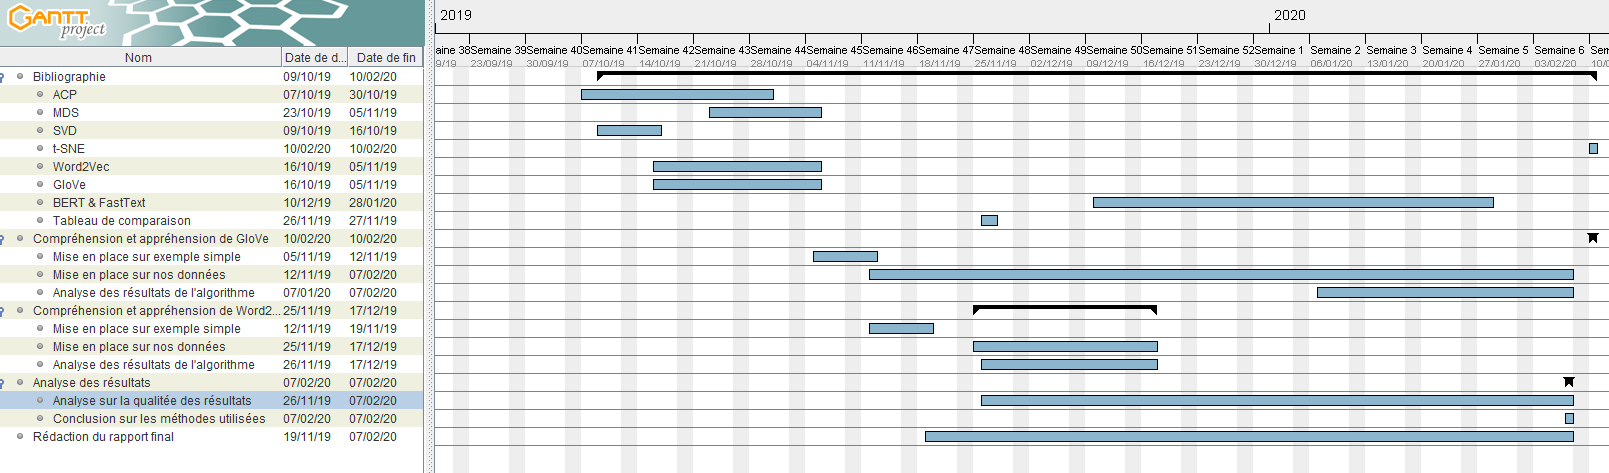 GANTT project
2019
2020
aine 38 Semaine 39 Semaine 40 Semaine 41 Semaine 42 Semaine 43 Semaine 44 Semaine 45 Semaine 46 Semaine 47 Semaine 48 Semaine 49 Semaine 50 Semaine 51 Semaine 52 Semaine 1 Semaine 2 Semaine 3 Semaine 4 Semaine 5 Semaine 6 Sem
Nom Date de d... Date de fin
9/19 23/09/19 30/09/19 07/10/19 14/10/19 21/10/19 28/10/19 04/11/19 11/11/19 18/11/19 25/11/19 02/12/19 09/12/19 16/12/19 23/12/19 30/12/19 06/01/20 13/01/20 20/01/20 27/01/20 03/02/20 10/0
Bibliographie 09/10/19 10/02/20
ACP 07/10/19 30/10/19
MDS 23/10/19 05/11/19
SVD 09/10/19 16/10/19
t-SNE 10/02/20 10/02/20
Word2Vec 16/10/19 05/11/19
GloVe 16/10/19 05/11/19
BERT & FastText 10/12/19 28/01/20
Tableau de comparaison 26/11/19 27/11/19
Compréhension et appréhension de GloVe 10/02/20 10/02/20
Mise en place sur exemple simple 05/11/19 12/11/19
Mise en place sur nos données 12/11/19 07/02/20
Analyse des résultats de l'algorithme 07/01/20 07/02/20
Compréhension et appréhension de Word2... 25/11/19 17/12/19
Mise en place sur exemple simple 12/11/19 19/11/19
Mise en place sur nos données 25/11/19 17/12/19
Analyse des résultats de l'algorithme 26/11/19 17/12/19
Analyse des résultats 07/02/20 07/02/20
Analyse sur la qualitée des résultats 26/11/19 07/02/20
Conclusion sur les méthodes utilisées 07/02/20 07/02/20
Rédaction du rapport final 19/11/19 07/02/20